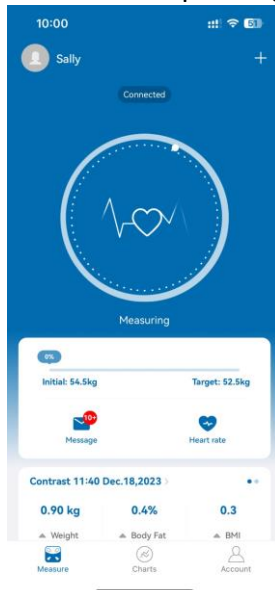 10:00
51
Sally
Connected
Measuring
0%
Initial: 54.5kg
Target: 52.5kg
10+
Message
Heart rate
Contrast 11:40 Dec.18,2023
0.90 kg
0.4%
0.3
Weight
Body Fat
BMI
Measure
Charts
Account